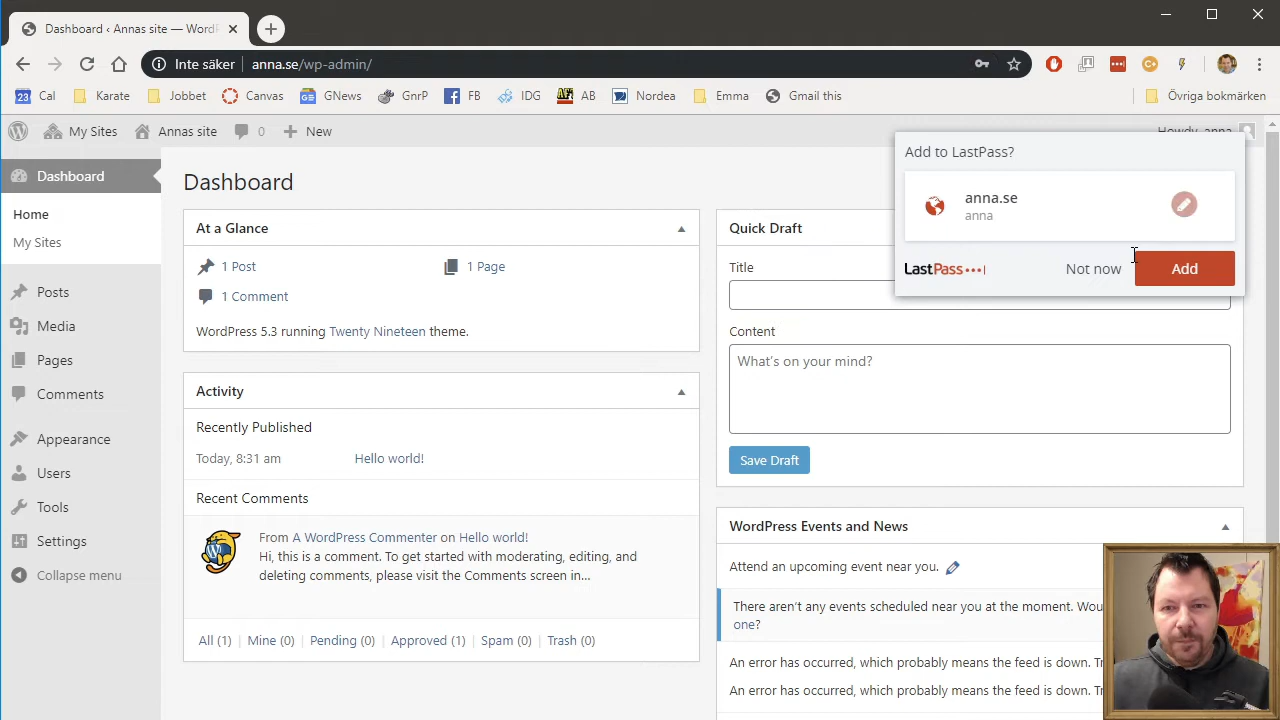 Dashboard ‹ Annas site — WordP
Inte säker
anna.se/wp-admin/
23 Cal
Karate
Jobbet
Canvas
GNews
GnrP
FB
IDG
AB
Nordea
Emma
Gmail this
Övriga bokmärken
My Sites
Annas site
0
New
Howdy, anna
Dashboard
Home
My Sites
Posts
Media
Pages
Comments
Appearance
Users
Tools
Settings
Collapse menu
Dashboard
At a Glance
1 Post
1 Page
1 Comment
WordPress 5.3 running Twenty Nineteen theme.
Activity
Recently Published
Today, 8:31 am
Hello world!
Recent Comments
From A WordPress Commenter on Hello world!
Hi, this is a comment. To get started with moderating, editing, and
deleting comments, please visit the Comments screen in…
All (1) | Mine (0) | Pending (0) | Approved (1) | Spam (0) | Trash (0)
Add to LastPass?
anna.se
anna
LastPass
Not now
Add
Quick Draft
Title
Content
What's on your mind?
Save Draft
WordPress Events and News
Attend an upcoming event near you.
There aren't any events scheduled near you at the moment. Wou
one?
An error has occurred, which probably means the feed is down. Tr
An error has occurred, which probably means the feed is down. Tr